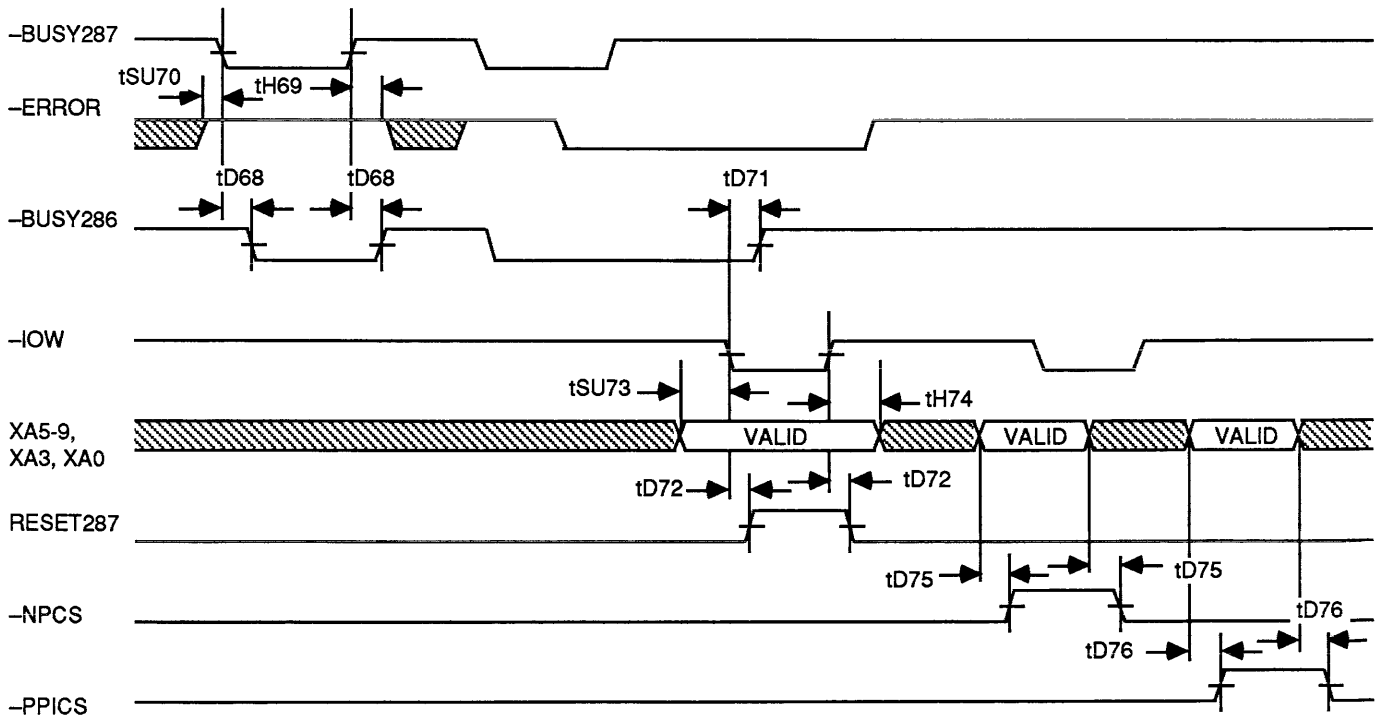 –BUSY287
tSU70
tH69
–ERROR
tD68
tD68
tD71
–BUSY286
–IOW
tSU73
tH74
XA5-9,
XA3, XA0
VALID
VALID
VALID
tD72
tD72
RESET287
tD75
tD75
–NPCS
tD76
tD76
–PPICS